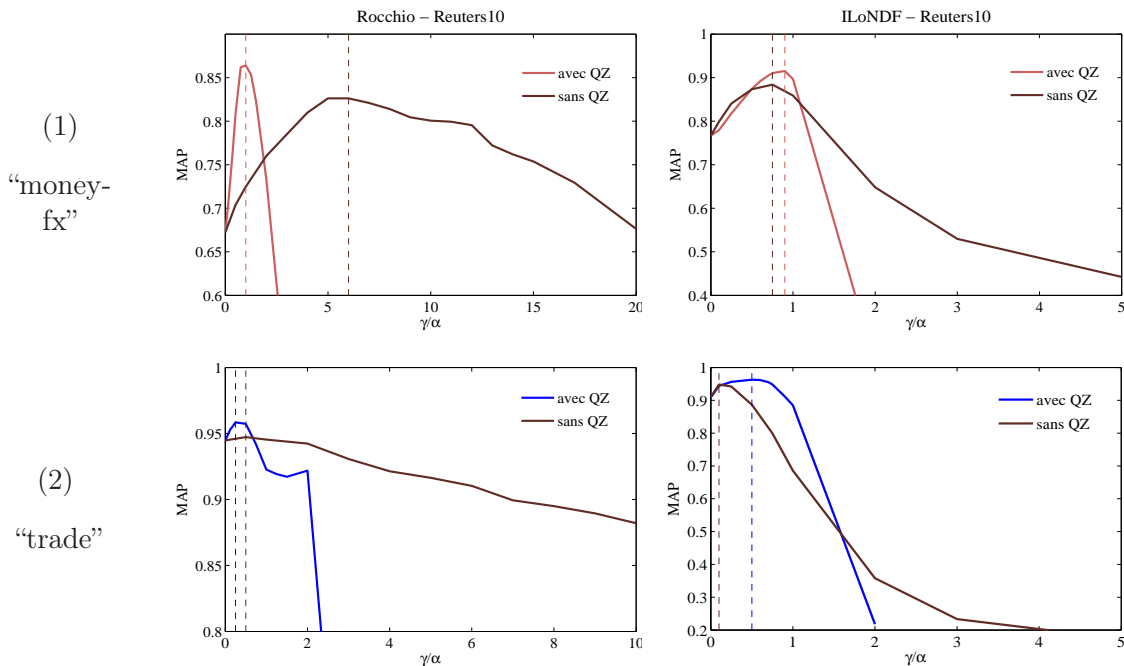 Rocchio – Reuters10
ILoNDF – Reuters10
(1)
“money-
fx”
MAP
0.85
0.8
0.75
0.7
0.65
0.6
0
5
10
15
20
γ/α
avec QZ
sans QZ
MAP
1
0.9
0.8
0.7
0.6
0.5
0.4
0
1
2
3
4
5
γ/α
avec QZ
sans QZ
(2)
“trade”
MAP
1
0.95
0.9
0.85
0.8
0
2
4
6
8
10
γ/α
avec QZ
sans QZ
MAP
1
0.9
0.8
0.7
0.6
0.5
0.4
0.3
0.2
0
1
2
3
4
5
γ/α
avec QZ
sans QZ